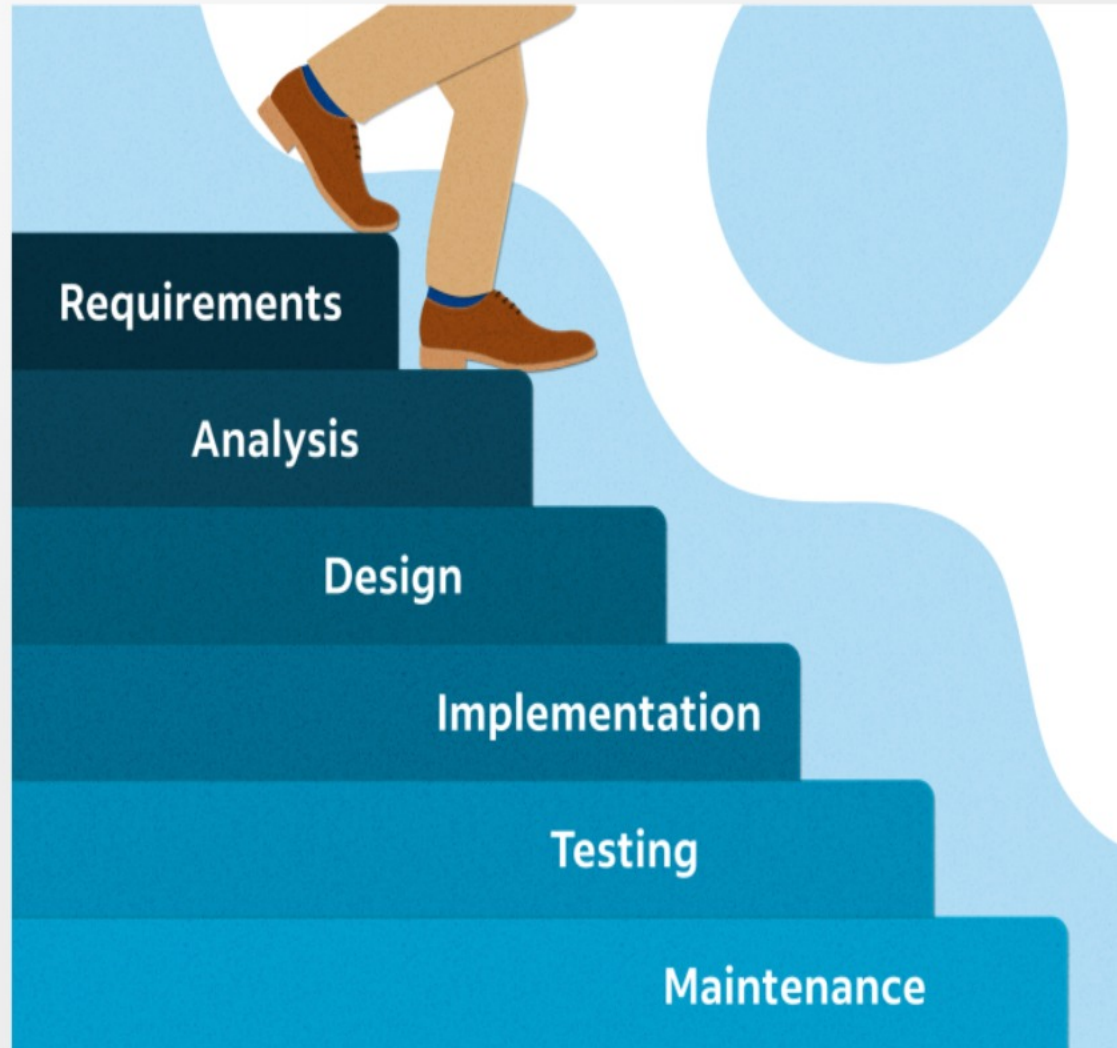 Requirements
Analysis
Design
Implementation
Testing
Maintenance